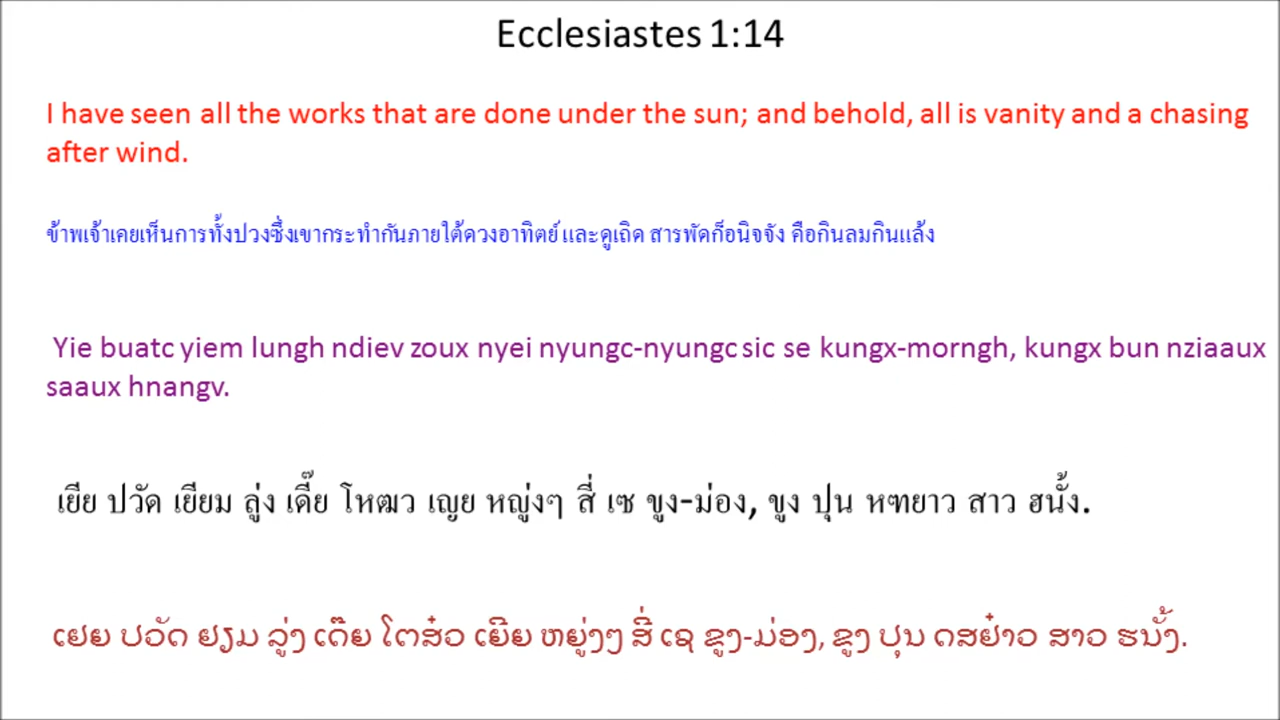 Ecclesiastes 1:14
I have seen all the works that are done under the sun; and behold, all is vanity and a chasing
after wind.
ข้าพเจ้าเคยเห็นการทั้งปวงซึ่งเขากระทำกันภายใต้ดวงอาทิตย์ และดูเถิด สารพัดก็อนิจจัง คือกินลมกินแล้ง
Yie buatc yiem lungh ndiev zoux nyei nyungc-nyungc sic se kungx-morngh, kungx bun nziaaux
saaux hnangv.
เยีย ปวัด เยียม ลู่ง เดี๊ย โหฒว เญย หญู่งๆ สี่ เซ ขูง-ม่อง, ขูง ปุน หฑยาว สาว ฮนั้ง.
ເຢຍ ປວັດ ຢຽມ ລູ່ງ ເດ໊ຍ ໂຕສ໋ວ ເຍີຍ ຫຍູ່ງໆ ສີ່ ເຊ ຂູງ-ມ່ອງ, ຂູງ ປຸນ ດສຢ໋າວ ສາວ ຮນັ້ງ.